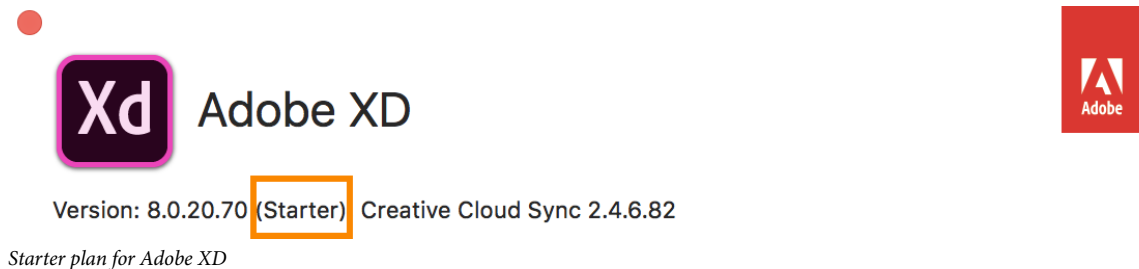 Xd
Adobe XD
Adobe
Version: 8.0.20.70 (Starter) Creative Cloud Sync 2.4.6.82
Starter plan for Adobe XD